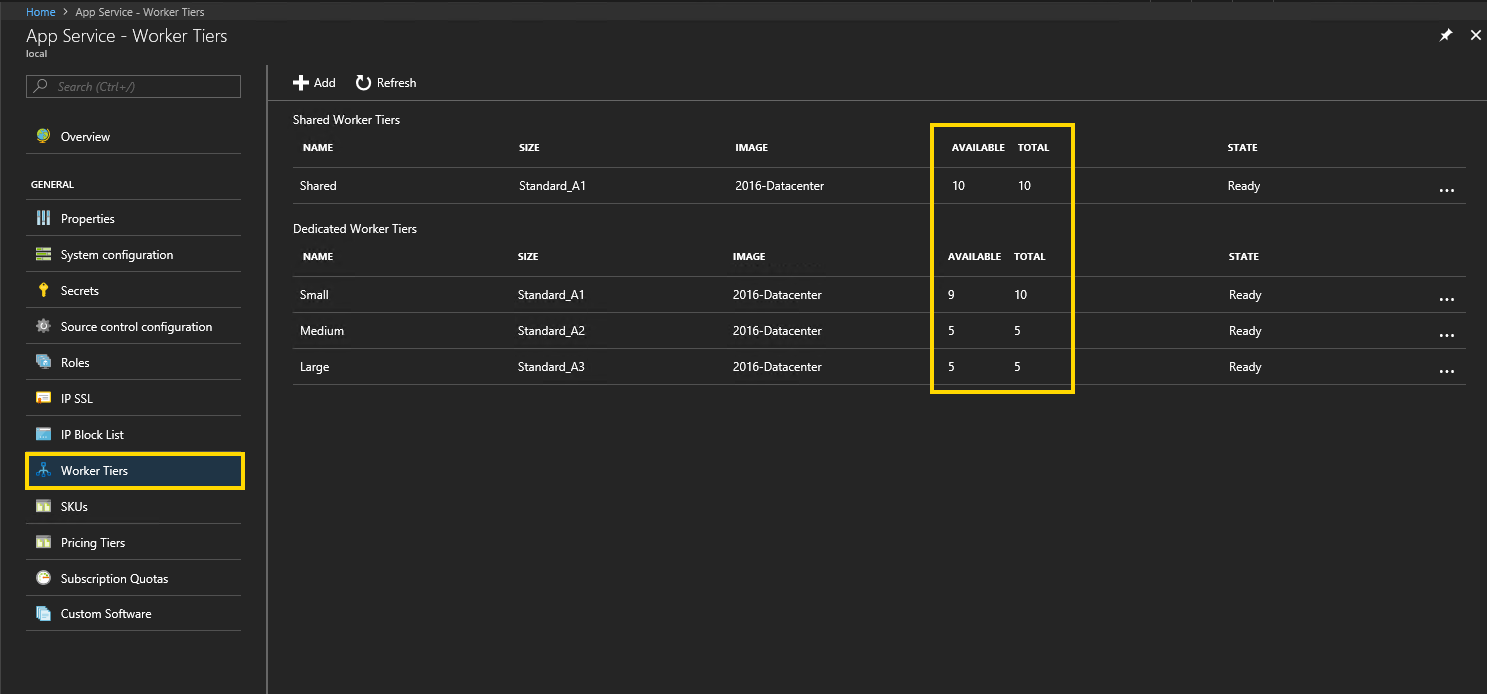 Home > App Service - Worker Tiers
App Service - Worker Tiers
local
Search (Ctrl+/)
Overview
GENERAL
Properties
System configuration
Secrets
Source control configuration
Roles
IP SSL
IP Block List
Worker Tiers
SKUs
Pricing Tiers
Subscription Quotas
Custom Software
Add Refresh
Shared Worker Tiers
NAME SIZE IMAGE AVAILABLE TOTAL STATE
Shared Standard_A1 2016-Datacenter 10 10 Ready ...
Dedicated Worker Tiers
NAME SIZE IMAGE AVAILABLE TOTAL STATE
Small Standard_A1 2016-Datacenter 9 10 Ready ...
Medium Standard_A2 2016-Datacenter 5 5 Ready ...
Large Standard_A3 2016-Datacenter 5 5 Ready ...